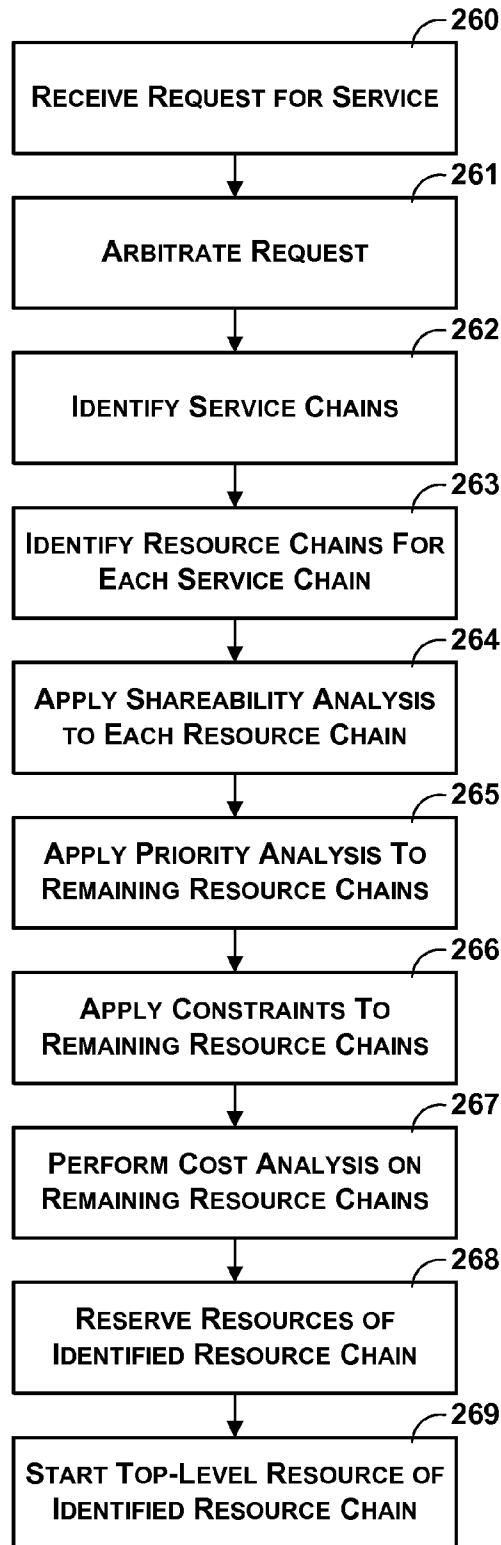 260
RECEIVE REQUEST FOR SERVICE
261
ARBITRATE REQUEST
262
IDENTIFY SERVICE CHAINS
263
IDENTIFY RESOURCE CHAINS FOR
EACH SERVICE CHAIN
264
APPLY SHAREABILITY ANALYSIS
TO EACH RESOURCE CHAIN
265
APPLY PRIORITY ANALYSIS TO
REMAINING RESOURCE CHAINS
266
APPLY CONSTRAINTS TO
REMAINING RESOURCE CHAINS
267
PERFORM COST ANALYSIS ON
REMAINING RESOURCE CHAINS
268
RESERVE RESOURCES OF
IDENTIFIED RESOURCE CHAIN
269
START TOP-LEVEL RESOURCE OF
IDENTIFIED RESOURCE CHAIN